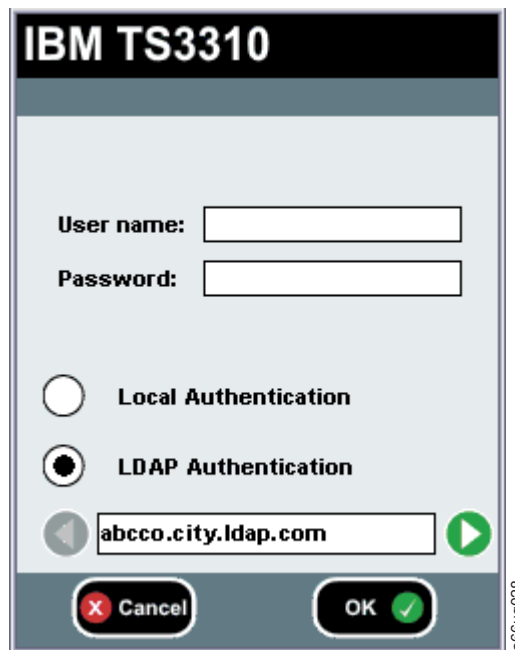 IBM TS3310
User name:
Password:
Local Authentication
LDAP Authentication
abcco.city.ldap.com
Cancel
OK